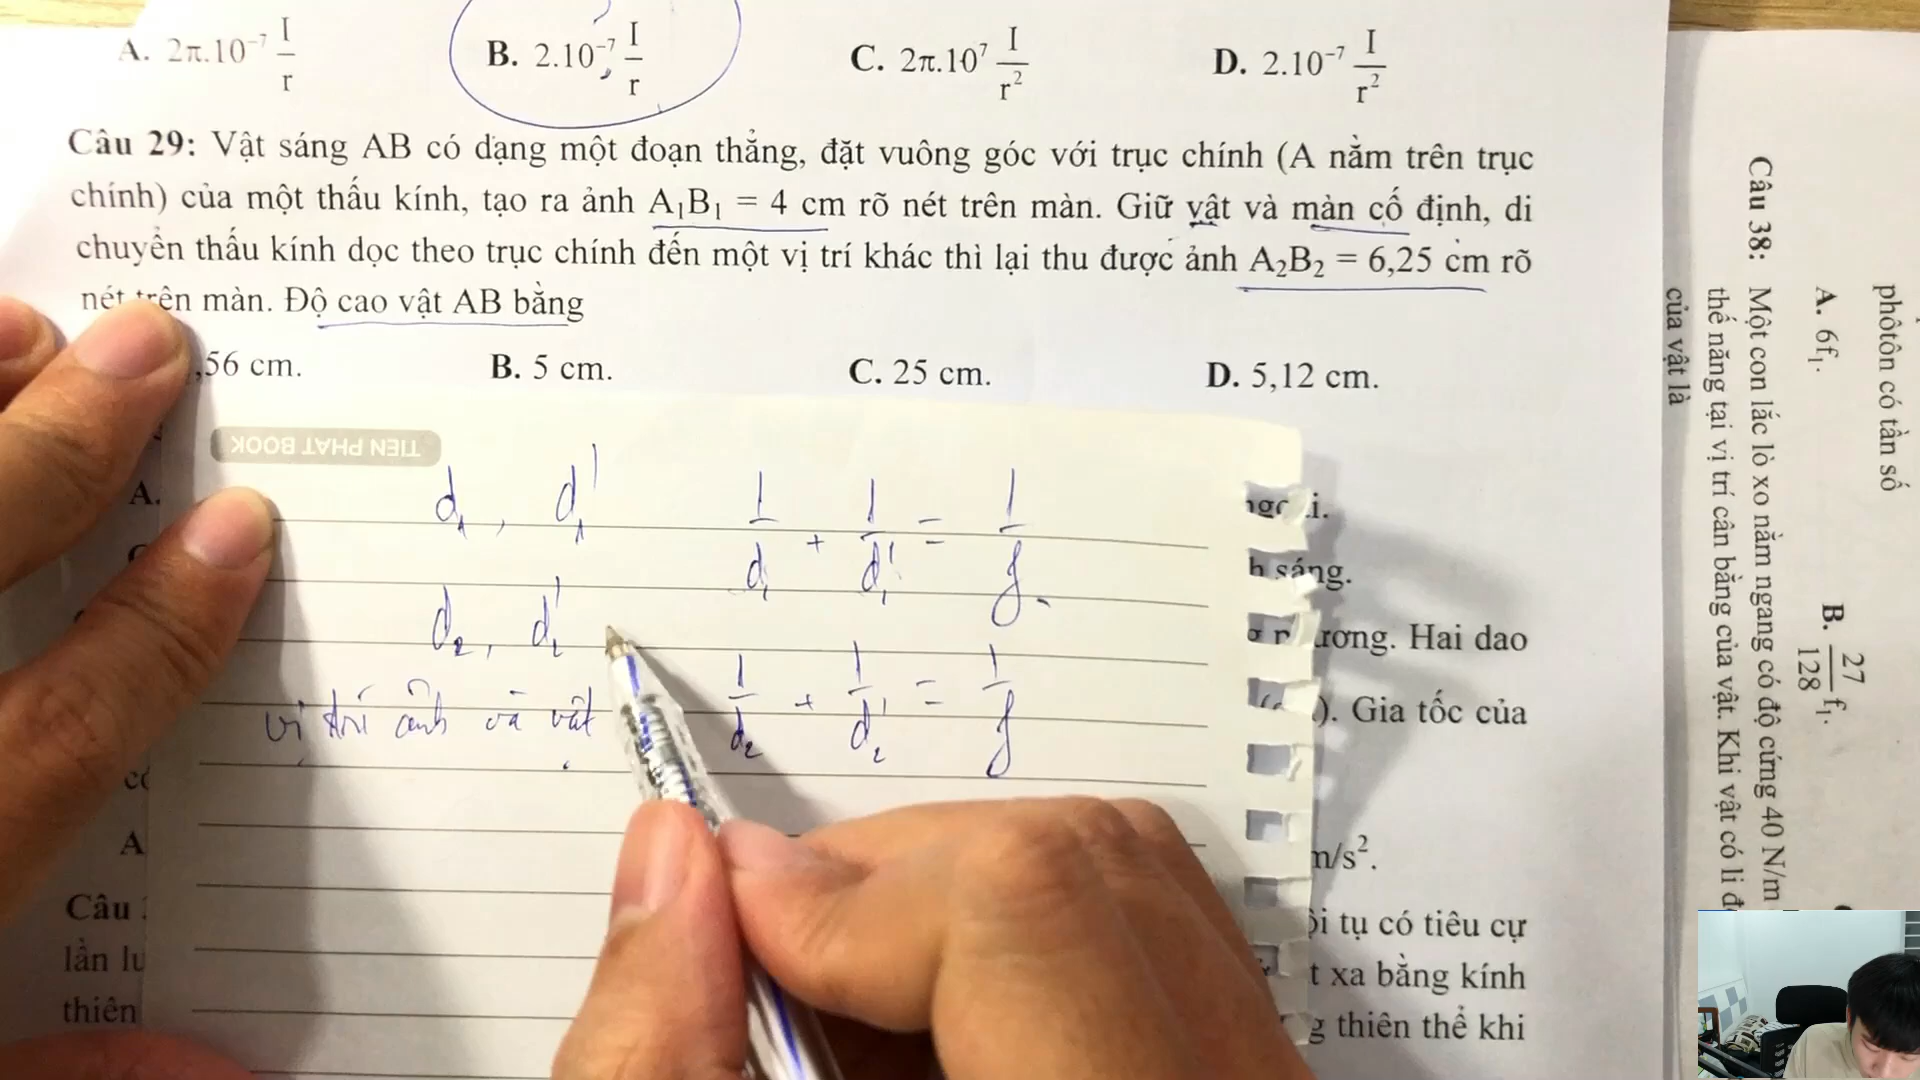 A. 2π.10⁻⁷ I/r B. 2.10⁻⁷ I/r C. 2π.10⁷ I/r² D. 2.10⁻⁷ I/r²
Câu 29: Vật sáng AB có dạng một đoạn thẳng, đặt vuông góc với trục chính (A nằm trên trục
chính) của một thấu kính, tạo ra ảnh A₁B₁ = 4 cm rõ nét trên màn. Giữ vật và màn cố định, di
chuyển thấu kính dọc theo trục chính đến một vị trí khác thì lại thu được ảnh A₂B₂ = 6,25 cm rõ
nét trên màn. Độ cao vật AB bằng
,56 cm. B. 5 cm. C. 25 cm. D. 5,12 cm.
TIEN PHAT BOOK
d₁, d₁' 1/d₁ + 1/d₁' = 1/f
d₂, d₂' 1/d₂ + 1/d₂' = 1/f
vị trí ảnh và vật
A.
h sáng.
ương. Hai dao
). Gia tốc của
A
m/s².
Câu
ội tụ có tiêu cự
lần lư
t xa bằng kính
thiên
g thiên thể khi
phôtôn có tần số
A. 6f₁. B. 27/128 f₁.
Câu 38: Một con lắc lò xo nằm ngang có độ cứng 40 N/m
thế năng tại vị trí cân bằng của vật. Khi vật có li đ
của vật là